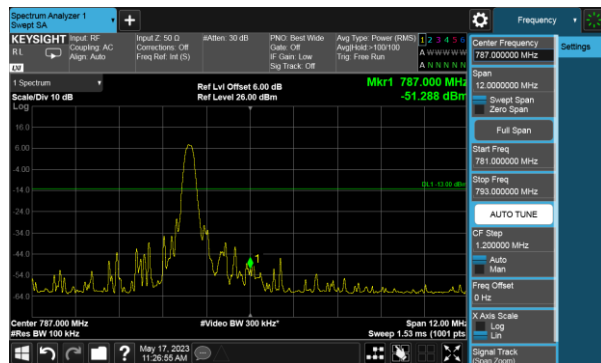 Spectrum Analyzer 1
Swept SA
Frequency
KEYSIGHT
RL
LNI
Input: RF
Coupling: AC
Align: Auto
Input Z: 50 Ω
Corrections: Off
Freq Ref: Int (S)
#Atten: 30 dB
PNO: Best Wide
Gate: Off
IF Gain: Low
Sig Track: Off
Avg Type: Power (RMS)
Avg|Hold:>100/100
Trig: Free Run
1 2 3 4 5 6
A W W W W W
A N N N N N
1 Spectrum
Scale/Div 10 dB
Log
Ref Lvl Offset 6.00 dB
Ref Level 26.00 dBm
Mkr1 787.000 MHz
-51.288 dBm
16.0
6.00
-4.00
-14.0
-24.0
-34.0
-44.0
-54.0
-64.0
DL1 -13.00 dBm
1
Center 787.000 MHz
#Res BW 100 kHz
#Video BW 300 kHz*
Span 12.00 MHz
Sweep 1.53 ms (1001 pts)
May 17, 2023
11:26:55 AM
Center Frequency
787.000000 MHz
Settings
Span
12.0000000 MHz
Swept Span
Zero Span
Full Span
Start Freq
781.000000 MHz
Stop Freq
793.000000 MHz
AUTO TUNE
CF Step
1.200000 MHz
Auto
Man
Freq Offset
0 Hz
X Axis Scale
Log
Lin
Signal Track
(Span Zoom)